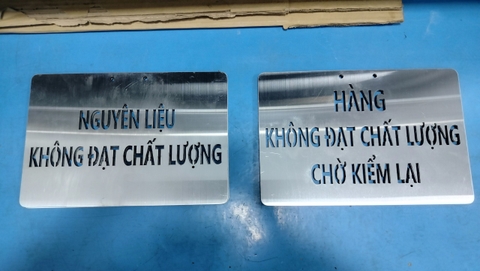 NGUYÊN LIỆU
KHÔNG ĐẠT CHẤT LƯỢNG
HÀNG
KHÔNG ĐẠT CHẤT LƯỢNG
CHỜ KIỂM LẠI